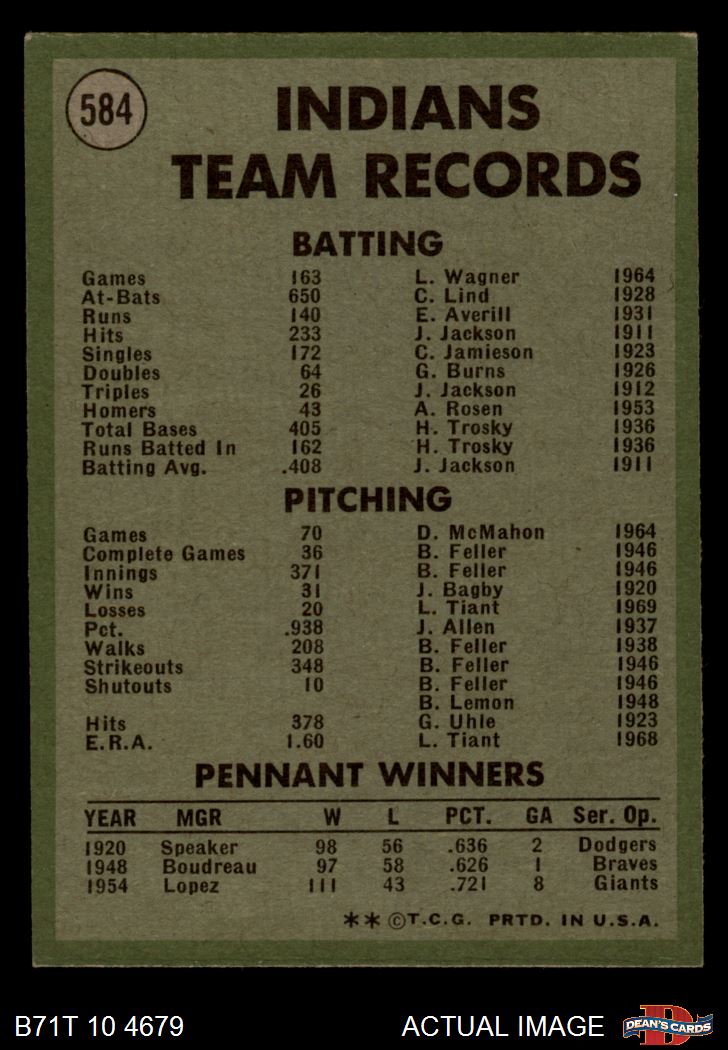 584
INDIANS
TEAM RECORDS
BATTING
Games 163 L. Wagner 1964
At-Bats 650 C. Lind 1928
Runs 140 E. Averill 1931
Hits 233 J. Jackson 1911
Singles 172 C. Jamieson 1923
Doubles 64 G. Burns 1926
Triples 26 J. Jackson 1912
Homers 43 A. Rosen 1953
Total Bases 405 H. Trosky 1936
Runs Batted In 162 H. Trosky 1936
Batting Avg. .408 J. Jackson 1911
PITCHING
Games 70 D. McMahon 1964
Complete Games 36 B. Feller 1946
Innings 371 B. Feller 1946
Wins 31 J. Bagby 1920
Losses 20 L. Tiant 1969
Pct. .938 J. Allen 1937
Walks 208 B. Feller 1938
Strikeouts 348 B. Feller 1946
Shutouts 10 B. Feller 1946
B. Lemon 1948
Hits 378 G. Uhle 1923
E.R.A. 1.60 L. Tiant 1968
PENNANT WINNERS
YEAR MGR W L PCT. GA Ser. Op.
1920 Speaker 98 56 .636 2 Dodgers
1948 Boudreau 97 58 .626 1 Braves
1954 Lopez 111 43 .721 8 Giants
** ©T.C.G. PRTD. IN U.S.A.
B71T 10 4679 ACTUAL IMAGE DEAN'S CARDS